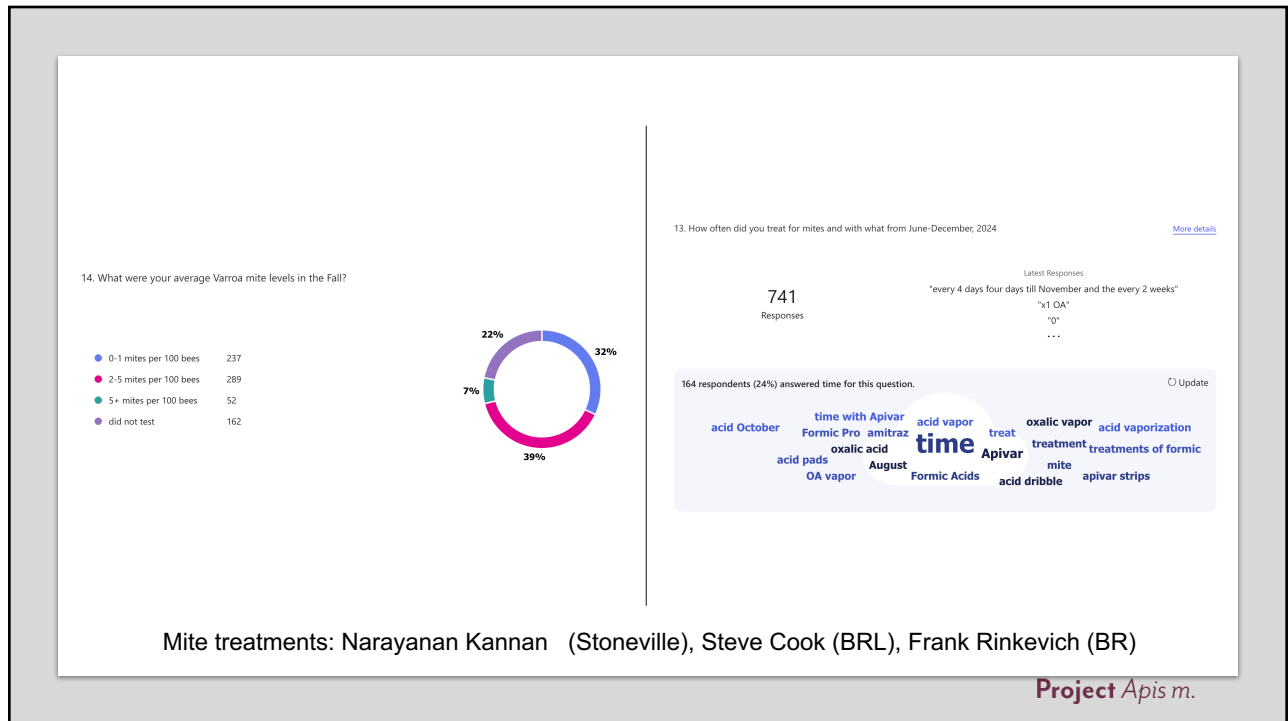 14. What were your average Varroa mite levels in the Fall?
0-1 mites per 100 bees 237
2-5 mites per 100 bees 289
5+ mites per 100 bees 52
did not test 162
22%
32%
7%
39%
13. How often did you treat for mites and with what from June-December, 2024 More details
741
Responses
Latest Responses
"every 4 days four days till November and the every 2 weeks"
"x1 OA"
"0"
...
164 respondents (24%) answered time for this question. Update
time with Apivar acid vapor oxalic vapor
acid October Formic Pro amitraz time treat acid vaporization
oxalic acid Apivar treatment treatments of formic
acid pads August mite
OA vapor Formic Acids acid dribble apivar strips
Mite treatments: Narayanan Kannan (Stoneville), Steve Cook (BRL), Frank Rinkevich (BR)
Project Apis m.